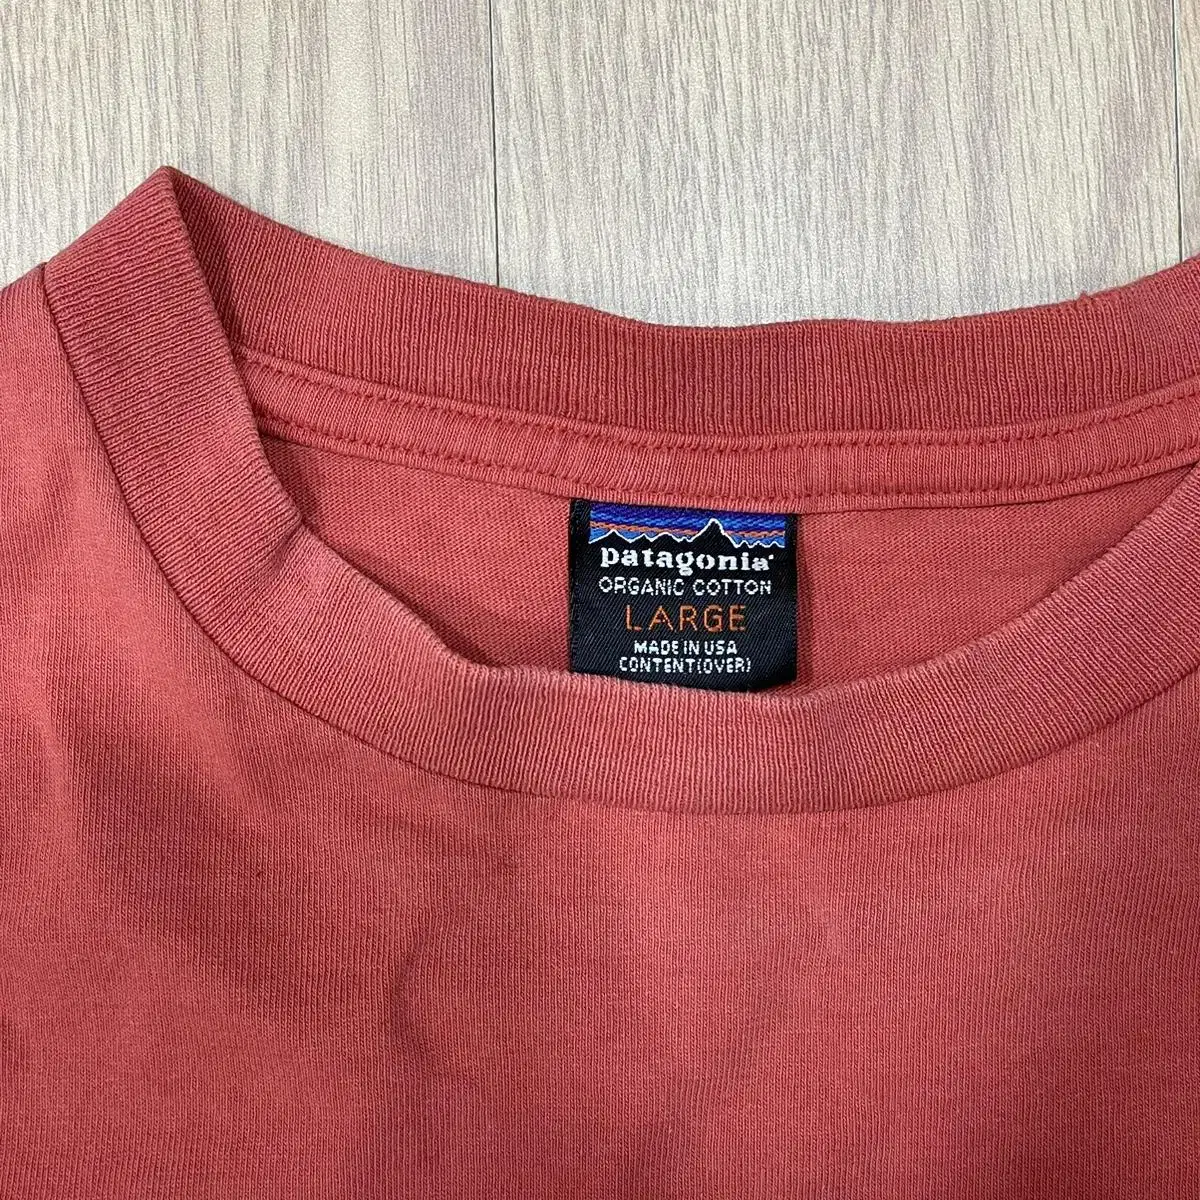 patagonia®
ORGANIC COTTON
LARGE
MADE IN USA
CONTENT(OVER)